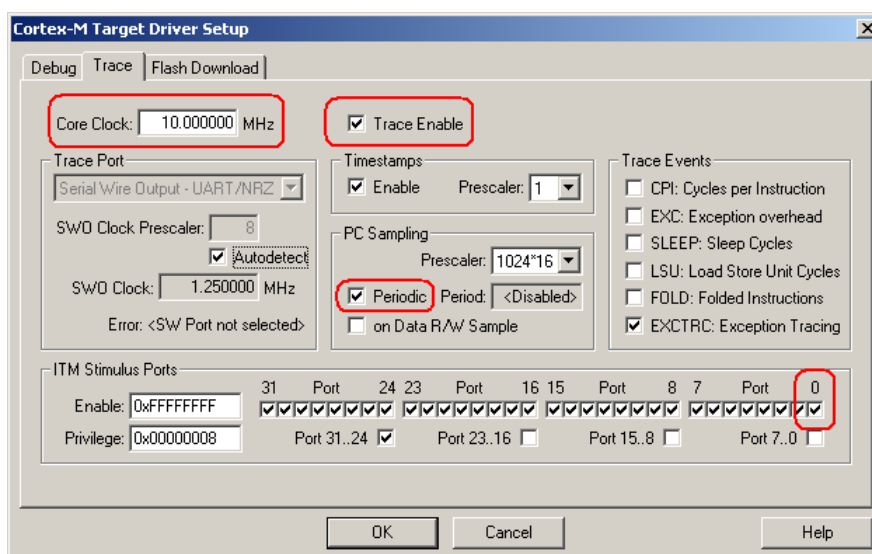 Cortex-M Target Driver Setup
Debug Trace Flash Download
Core Clock: 10.000000 MHz
Trace Enable
Trace Port
Serial Wire Output - UART/NRZ
SWO Clock Prescaler: 8
Autodetect
SWO Clock: 1.250000 MHz
Error: <SW Port not selected>
Timestamps
Enable Prescaler: 1
PC Sampling
Prescaler: 1024*16
Periodic Period: <Disabled>
on Data R/W Sample
Trace Events
CPI: Cycles per Instruction
EXC: Exception overhead
SLEEP: Sleep Cycles
LSU: Load Store Unit Cycles
FOLD: Folded Instructions
EXCTRC: Exception Tracing
ITM Stimulus Ports
31 Port 24 23 Port 16 15 Port 8 7 Port 0
Enable: 0xFFFFFFFF
Privilege: 0x00000008 Port 31..24 Port 23..16 Port 15..8 Port 7..0
OK Cancel Help